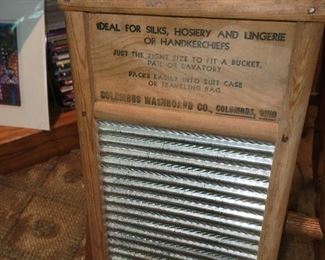 IDEAL FOR SILKS, HOSIERY AND LINGERIE
OR HANDKERCHIEFS
JUST THE RIGHT SIZE TO FIT A BUCKET,
PAIL OR LAVATORY
PACKS EASILY INTO SUIT CASE
OR TRAVELING BAG
COLUMBUS WASHBOARD CO., COLUMBUS, OHIO